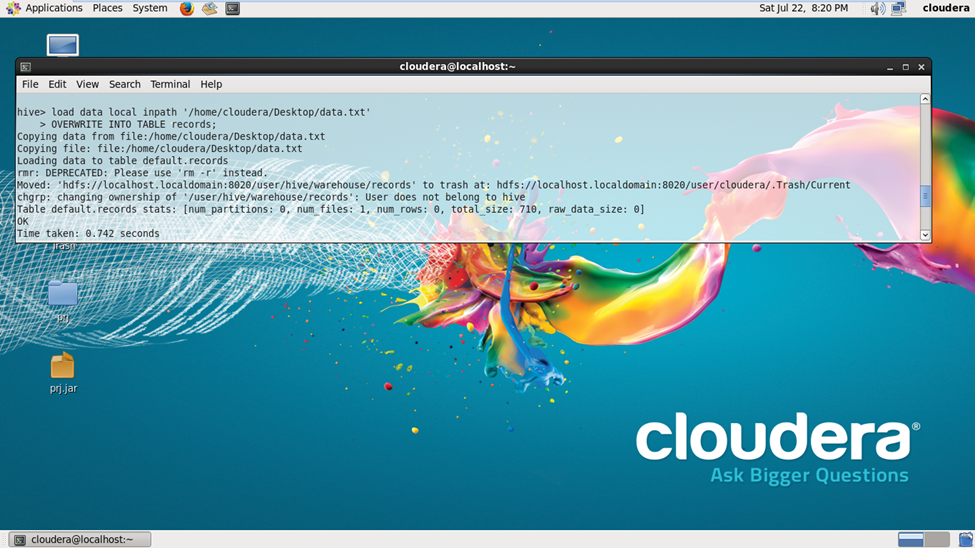 Applications Places System
Sat Jul 22, 8:20 PM cloudera
cloudera@localhost:~
File Edit View Search Terminal Help
hive> load data local inpath '/home/cloudera/Desktop/data.txt'
> OVERWRITE INTO TABLE records;
Copying data from file:/home/cloudera/Desktop/data.txt
Copying file: file:/home/cloudera/Desktop/data.txt
Loading data to table default.records
rmr: DEPRECATED: Please use 'rm -r' instead.
Moved: 'hdfs://localhost.localdomain:8020/user/hive/warehouse/records' to trash at: hdfs://localhost.localdomain:8020/user/cloudera/.Trash/Current
chgrp: changing ownership of '/user/hive/warehouse/records': User does not belong to hive
Table default.records stats: [num_partitions: 0, num_files: 1, num_rows: 0, total_size: 710, raw_data_size: 0]
OK
Time taken: 0.742 seconds
Trash
prj
prj.jar
cloudera®
Ask Bigger Questions
cloudera@localhost:~